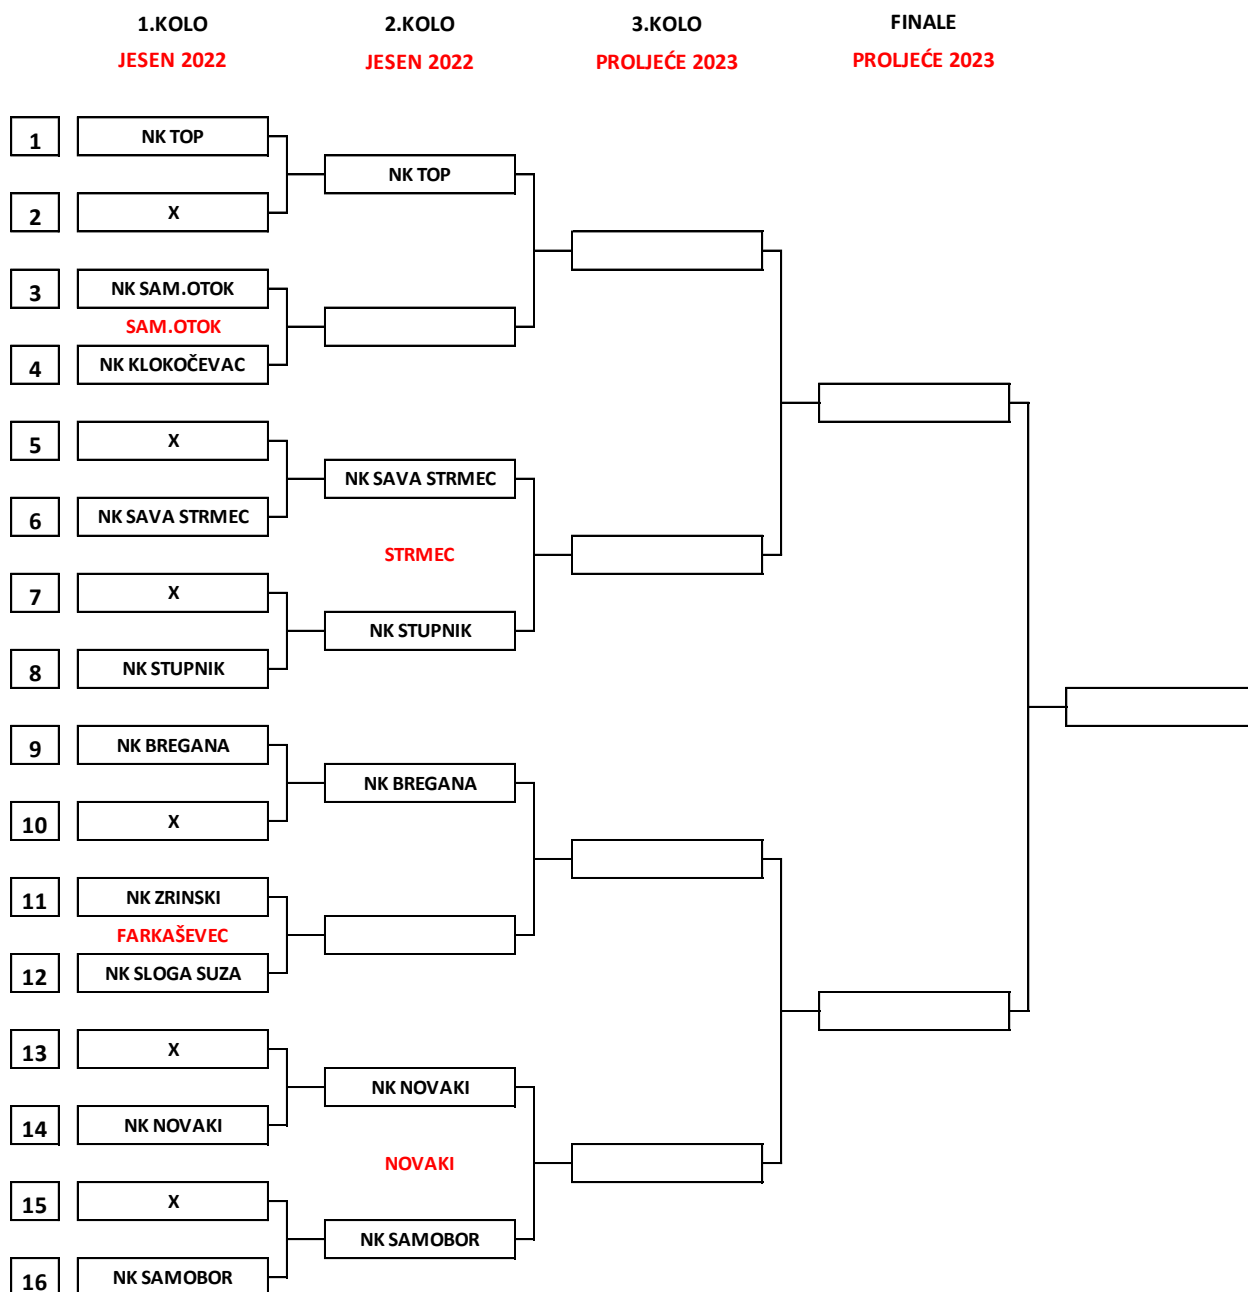 1.KOLO 2.KOLO 3.KOLO FINALE
JESEN 2022 JESEN 2022 PROLJEĆE 2023 PROLJEĆE 2023
1 NK TOP
NK TOP
2 X
3 NK SAM.OTOK
SAM.OTOK
4 NK KLOKOČEVAC
5 X
NK SAVA STRMEC
6 NK SAVA STRMEC
STRMEC
7 X
NK STUPNIK
8 NK STUPNIK
9 NK BREGANA
NK BREGANA
10 X
11 NK ZRINSKI
FARKAŠEVEC
12 NK SLOGA SUZA
13 X
NK NOVAKI
14 NK NOVAKI
NOVAKI
15 X
NK SAMOBOR
16 NK SAMOBOR